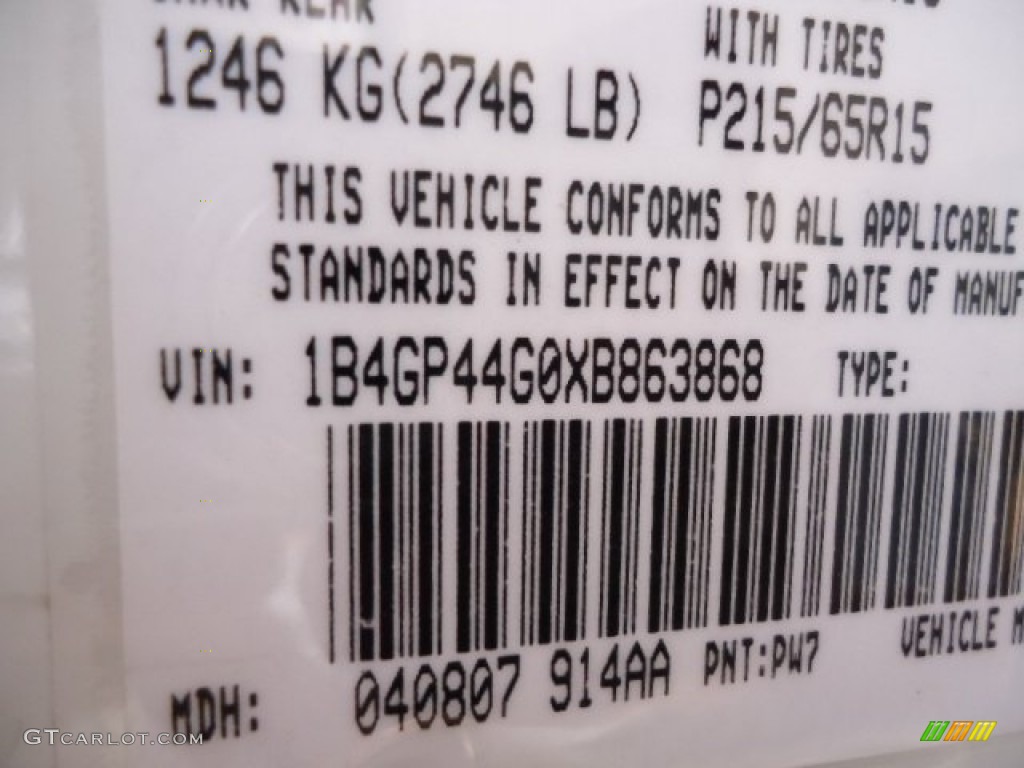 1246 KG(2746 LB)
WITH TIRES
P215/65R15
THIS VEHICLE CONFORMS TO ALL APPLICABLE
STANDARDS IN EFFECT ON THE DATE OF MANUF
VIN: 1B4GP44G0XB863868 TYPE:
MDH: 040807 914AA PNT:PW7 VEHICLE M
GTCARLOT.COM